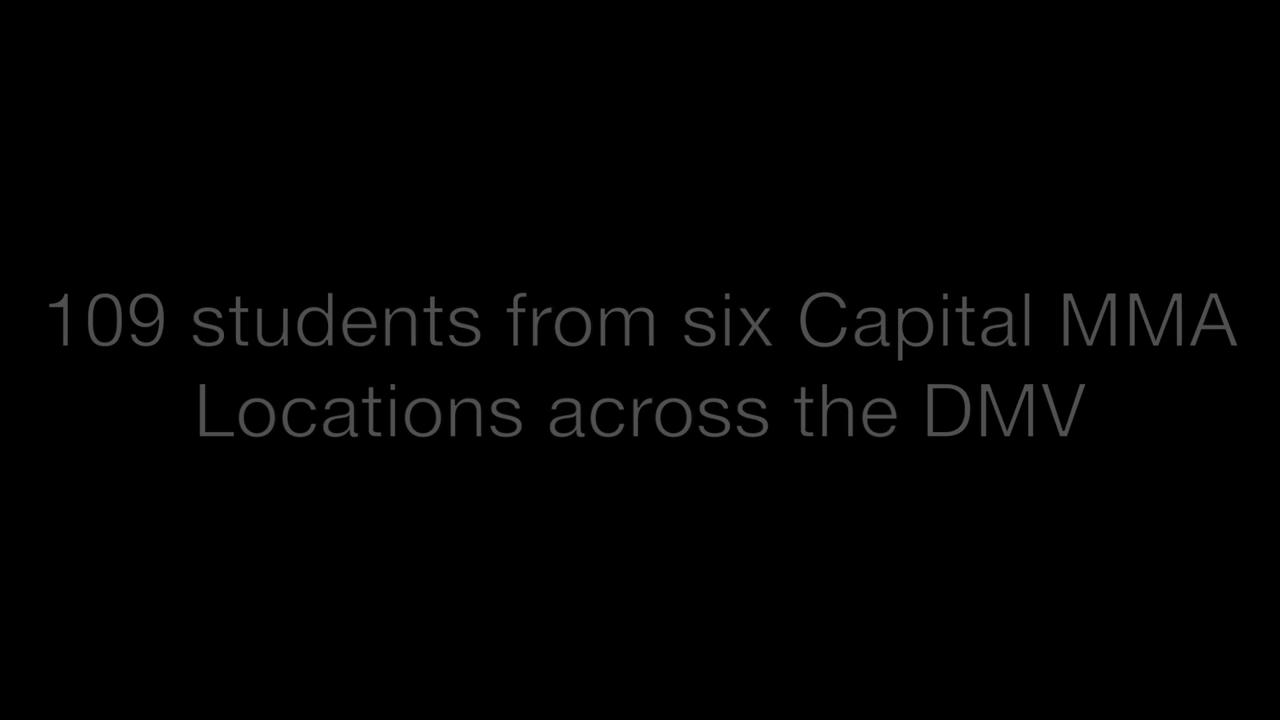 109 students from six Capital MMA
Locations across the DMV